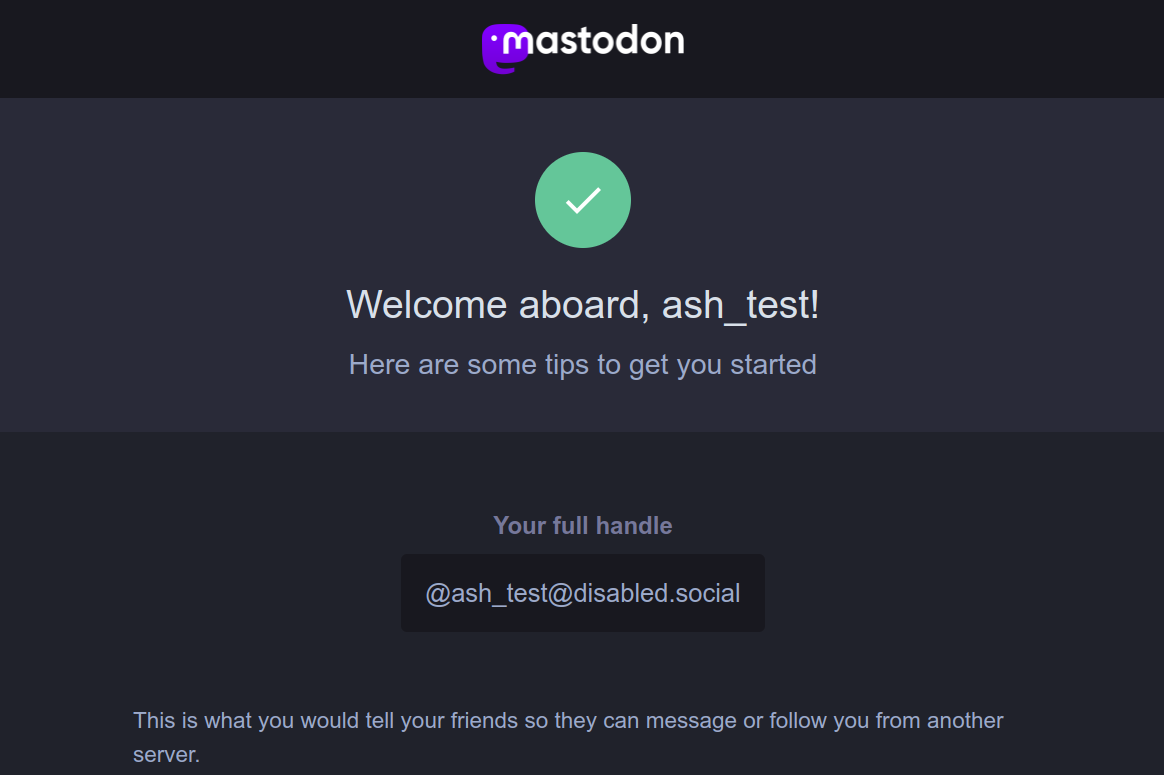 mastodon
Welcome aboard, ash_test!
Here are some tips to get you started
Your full handle
@ash_test@disabled.social
This is what you would tell your friends so they can message or follow you from another
server.